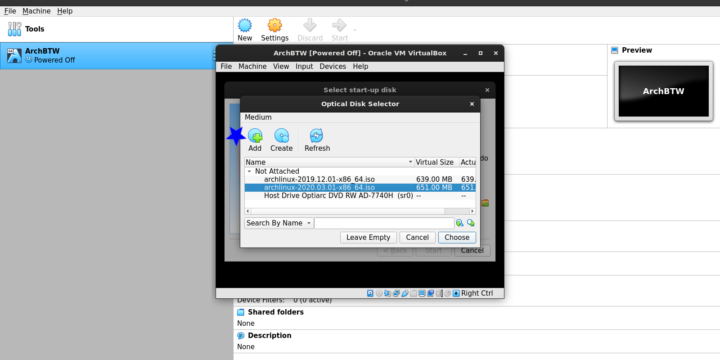 File Machine Help
Tools
New Settings Discard Start
ArchBTW
Powered Off
Preview
ArchBTW
ArchBTW [Powered Off] - Oracle VM VirtualBox
File Machine View Input Devices Help
Select start-up disk
Optical Disk Selector
Medium
Add Create Refresh
Name Virtual Size Actu
Not Attached
archlinux-2019.12.01-x86_64.iso 639.00 MB 639.
archlinux-2020.03.01-x86_64.iso 651.00 MB 651.
Host Drive Optiarc DVD RW AD-7740H (sr0) -- --
Search By Name
Leave Empty Cancel Choose
< Back Start Cancel
Right Ctrl
Device Filters: 0 (0 active)
Shared folders
None
Description
None